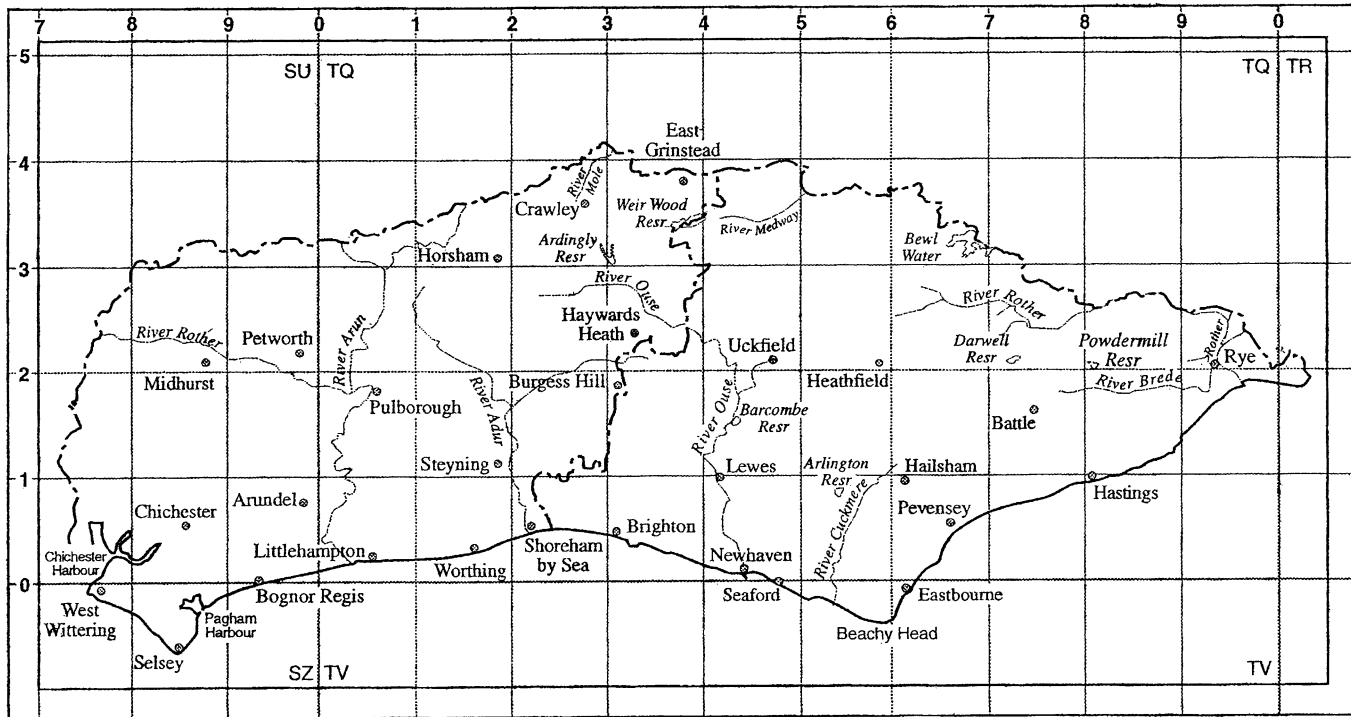 7 8 9 0 1 2 3 4 5 6 7 8 9 0
5
SU TQ
TQ TR
4
East
Grinstead
River
Mole
Crawley
Weir Wood
Resr
River Medway
Ardingly
Resr
Bewl
Water
Horsham
3
River Ouse
River Rother
Haywards
Heath
River Rother
Petworth
River Arun
Midhurst
Uckfield
Darwell
Resr
Powdermill
Resr
Rother
Rye
Heathfield
2
Burgess Hill
River Brede
Pulborough
River Adur
River Ouse
Barcombe
Resr
Battle
Steyning
Lewes
Arlington
Resr
Hailsham
1
Hastings
Arundel
Chichester
River Cuckmere
Pevensey
Brighton
Chichester
Harbour
Littlehampton
Worthing
Shoreham
by Sea
Newhaven
0
West
Wittering
Bognor Regis
Seaford
Eastbourne
Pagham
Harbour
Beachy Head
Selsey
SZ TV
TV